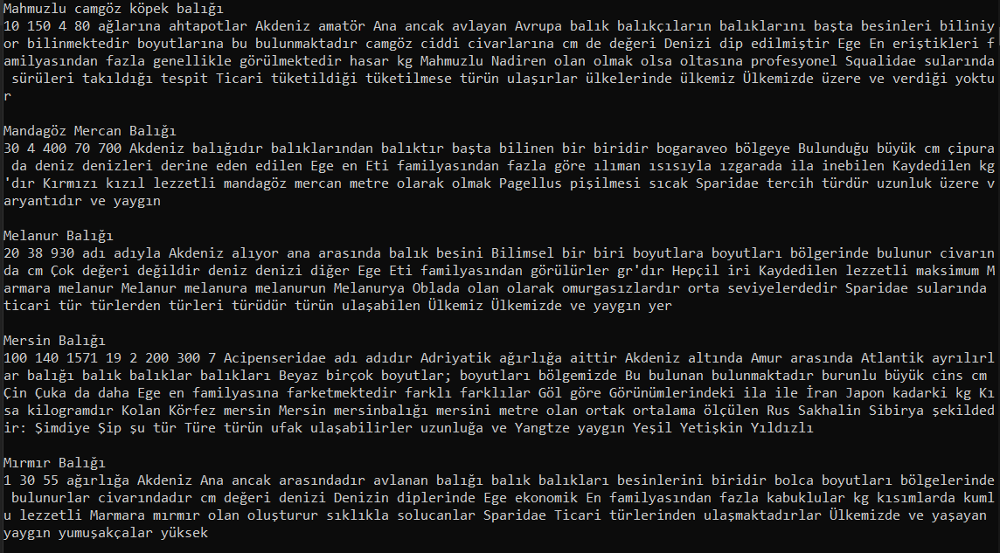 Mahmuzlu camgöz köpek balığı
10 150 4 80 ağlarına ahtapotlar Akdeniz amatör Ana ancak avlayan Avrupa balık balıkçıların balıklarını başta besinleri biliniy
or bilinmektedir boyutlarına bu bulunmaktadır camgöz ciddi civarlarına cm de değeri Denizi dip edilmiştir Ege En eriştikleri f
amilyasından fazla genellikle görülmektedir hasar kg Mahmuzlu Nadiren olan olmak olsa oltasına profesyonel Squalidae sularında
 sürüleri takıldığı tespit Ticari tüketildiği tüketilmese türün ulaşırlar ülkelerinde ülkemiz Ülkemizde üzere ve verdiği yoktu
r
Mandagöz Mercan Balığı
30 4 400 70 700 Akdeniz balığıdır balıklarından balıktır başta bilinen bir biridir bogaraveo bölgeye Bulunduğu büyük cm çipura
 da deniz denizleri derine eden edilen Ege en Eti familyasından fazla göre ılıman ısısıyla ızgarada ila inebilen Kaydedilen kg
'dır Kırmızı kızıl lezzetli mandagöz mercan metre olarak olmak Pagellus pişilmesi sıcak Sparidae tercih türdür uzunluk üzere v
aryantıdır ve yaygın
Melanur Balığı
20 38 930 adı adıyla Akdeniz alıyor ana arasında balık besini Bilimsel bir biri boyutlara boyutları bölgerinde bulunur civarın
da cm Çok değeri değildir deniz denizi diğer Ege Eti familyasından görülürler gr'dır Hepçil iri Kaydedilen lezzetli maksimum M
armara melanur Melanur melanura melanurun Melanurya Oblada olan olarak omurgasızlardır orta seviyelerdedir Sparidae sularında
ticari tür türlerden türleri türüdür türün ulaşabilen Ülkemiz Ülkemizde ve yaygın yer
Mersin Balığı
100 140 1571 19 2 200 300 7 Acipenseridae adı adıdır Adriyatik ağırlığa aittir Akdeniz altında Amur arasında Atlantik ayrılırl
ar balığı balık balıklar balıkları Beyaz birçok boyutlar; boyutları bölgemizde Bu bulunan bulunmaktadır burunlu büyük cins cm
Çin Çuka da daha Ege en familyasına farketmektedir farklı farklılar Göl göre Görünümlerindeki ila ile İran Japon kadarki kg Kı
sa kilogramdır Kolan Körfez mersin Mersin mersinbalığı mersini metre olan ortak ortalama ölçülen Rus Sakhalin Sibirya şekilded
ir: Şimdiye Şip şu tür Türe türün ufak ulaşabilirler uzunluğa ve Yangtze yaygın Yeşil Yetişkin Yıldızlı
Mırmır Balığı
1 30 55 ağırlığa Akdeniz Ana ancak arasındadır avlanan balığı balık balıkları besinlerini biridir bolca boyutları bölgelerinde
 bulunurlar civarındadır cm değeri denizi Denizin diplerinde Ege ekonomik En familyasından fazla kabuklular kg kısımlarda kuml
u lezzetli Marmara mırmır olan oluşturur sıklıkla solucanlar Sparidae Ticari türlerinden ulaşmaktadırlar Ülkemizde ve yaşayan
yaygın yumuşakçalar yüksek